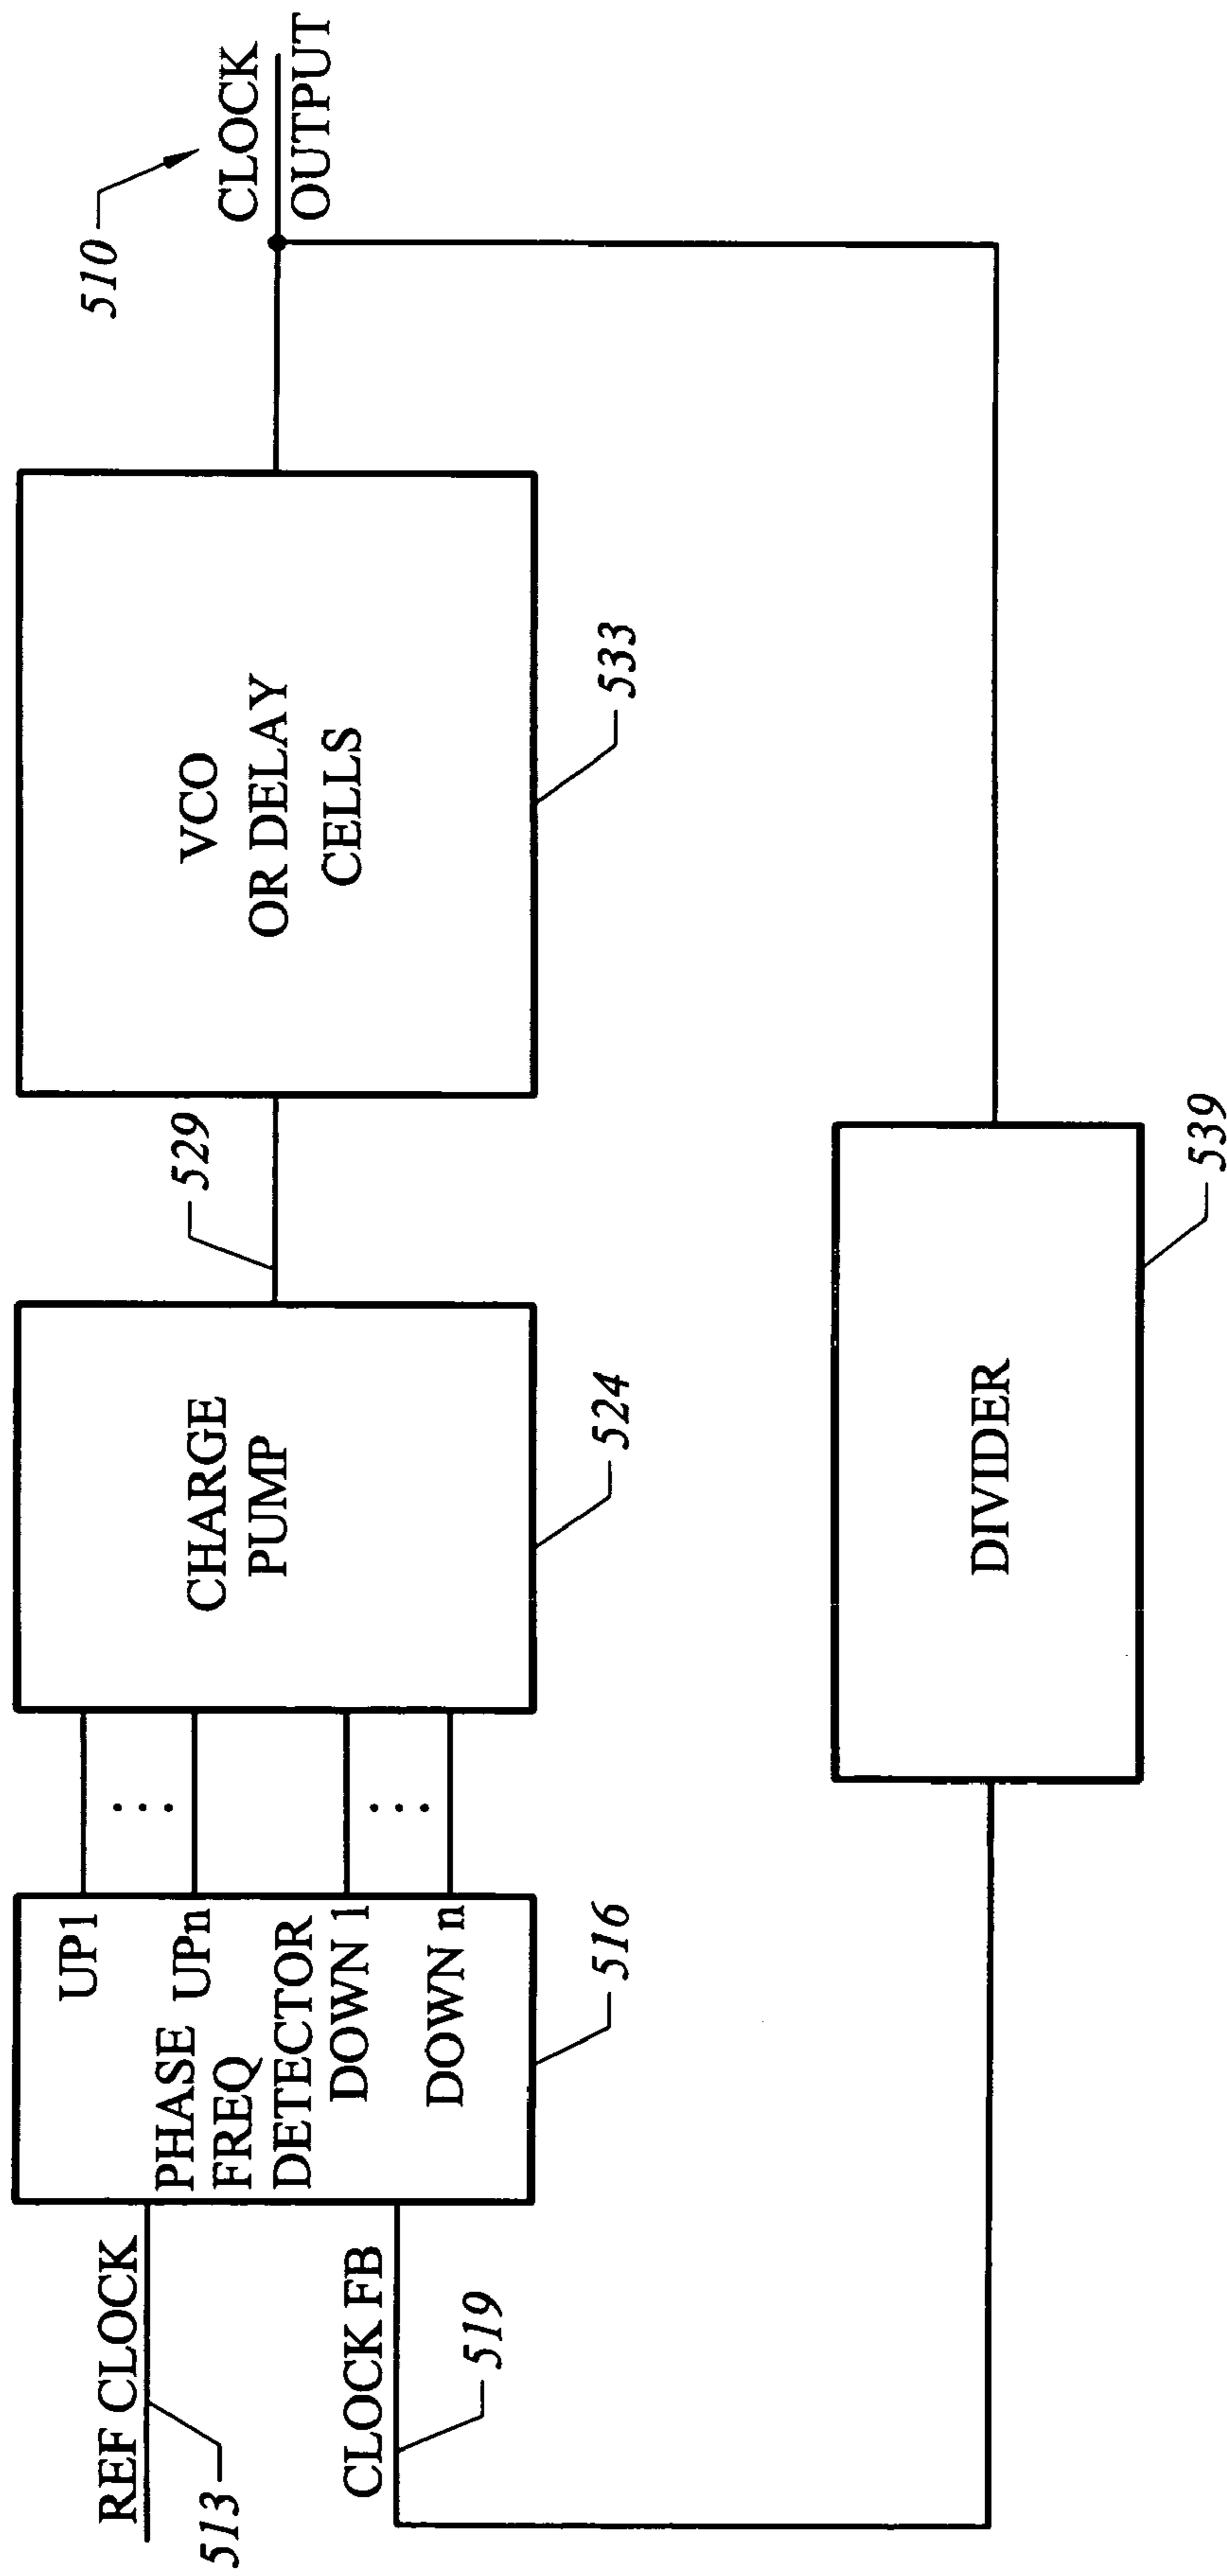 510
CLOCK
OUTPUT
REF CLOCK
513
CLOCK FB
519
UP1
UPn
PHASE
FREQ
DETECTOR
DOWN 1
DOWN n
516
CHARGE
PUMP
524
529
VCO
OR DELAY
CELLS
533
DIVIDER
539